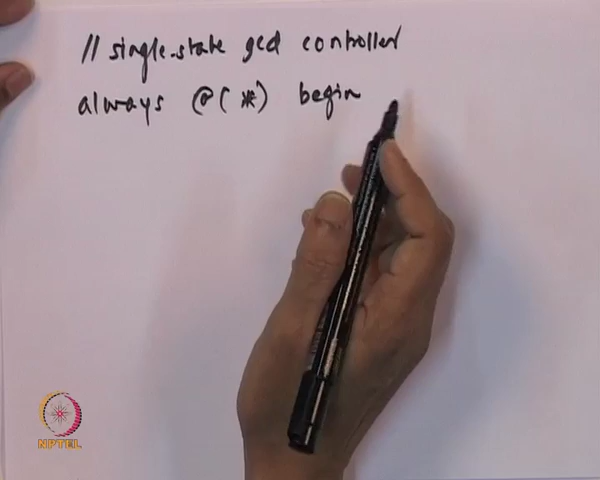 // single-state gcd controller
always @(*) begin
NPTEL